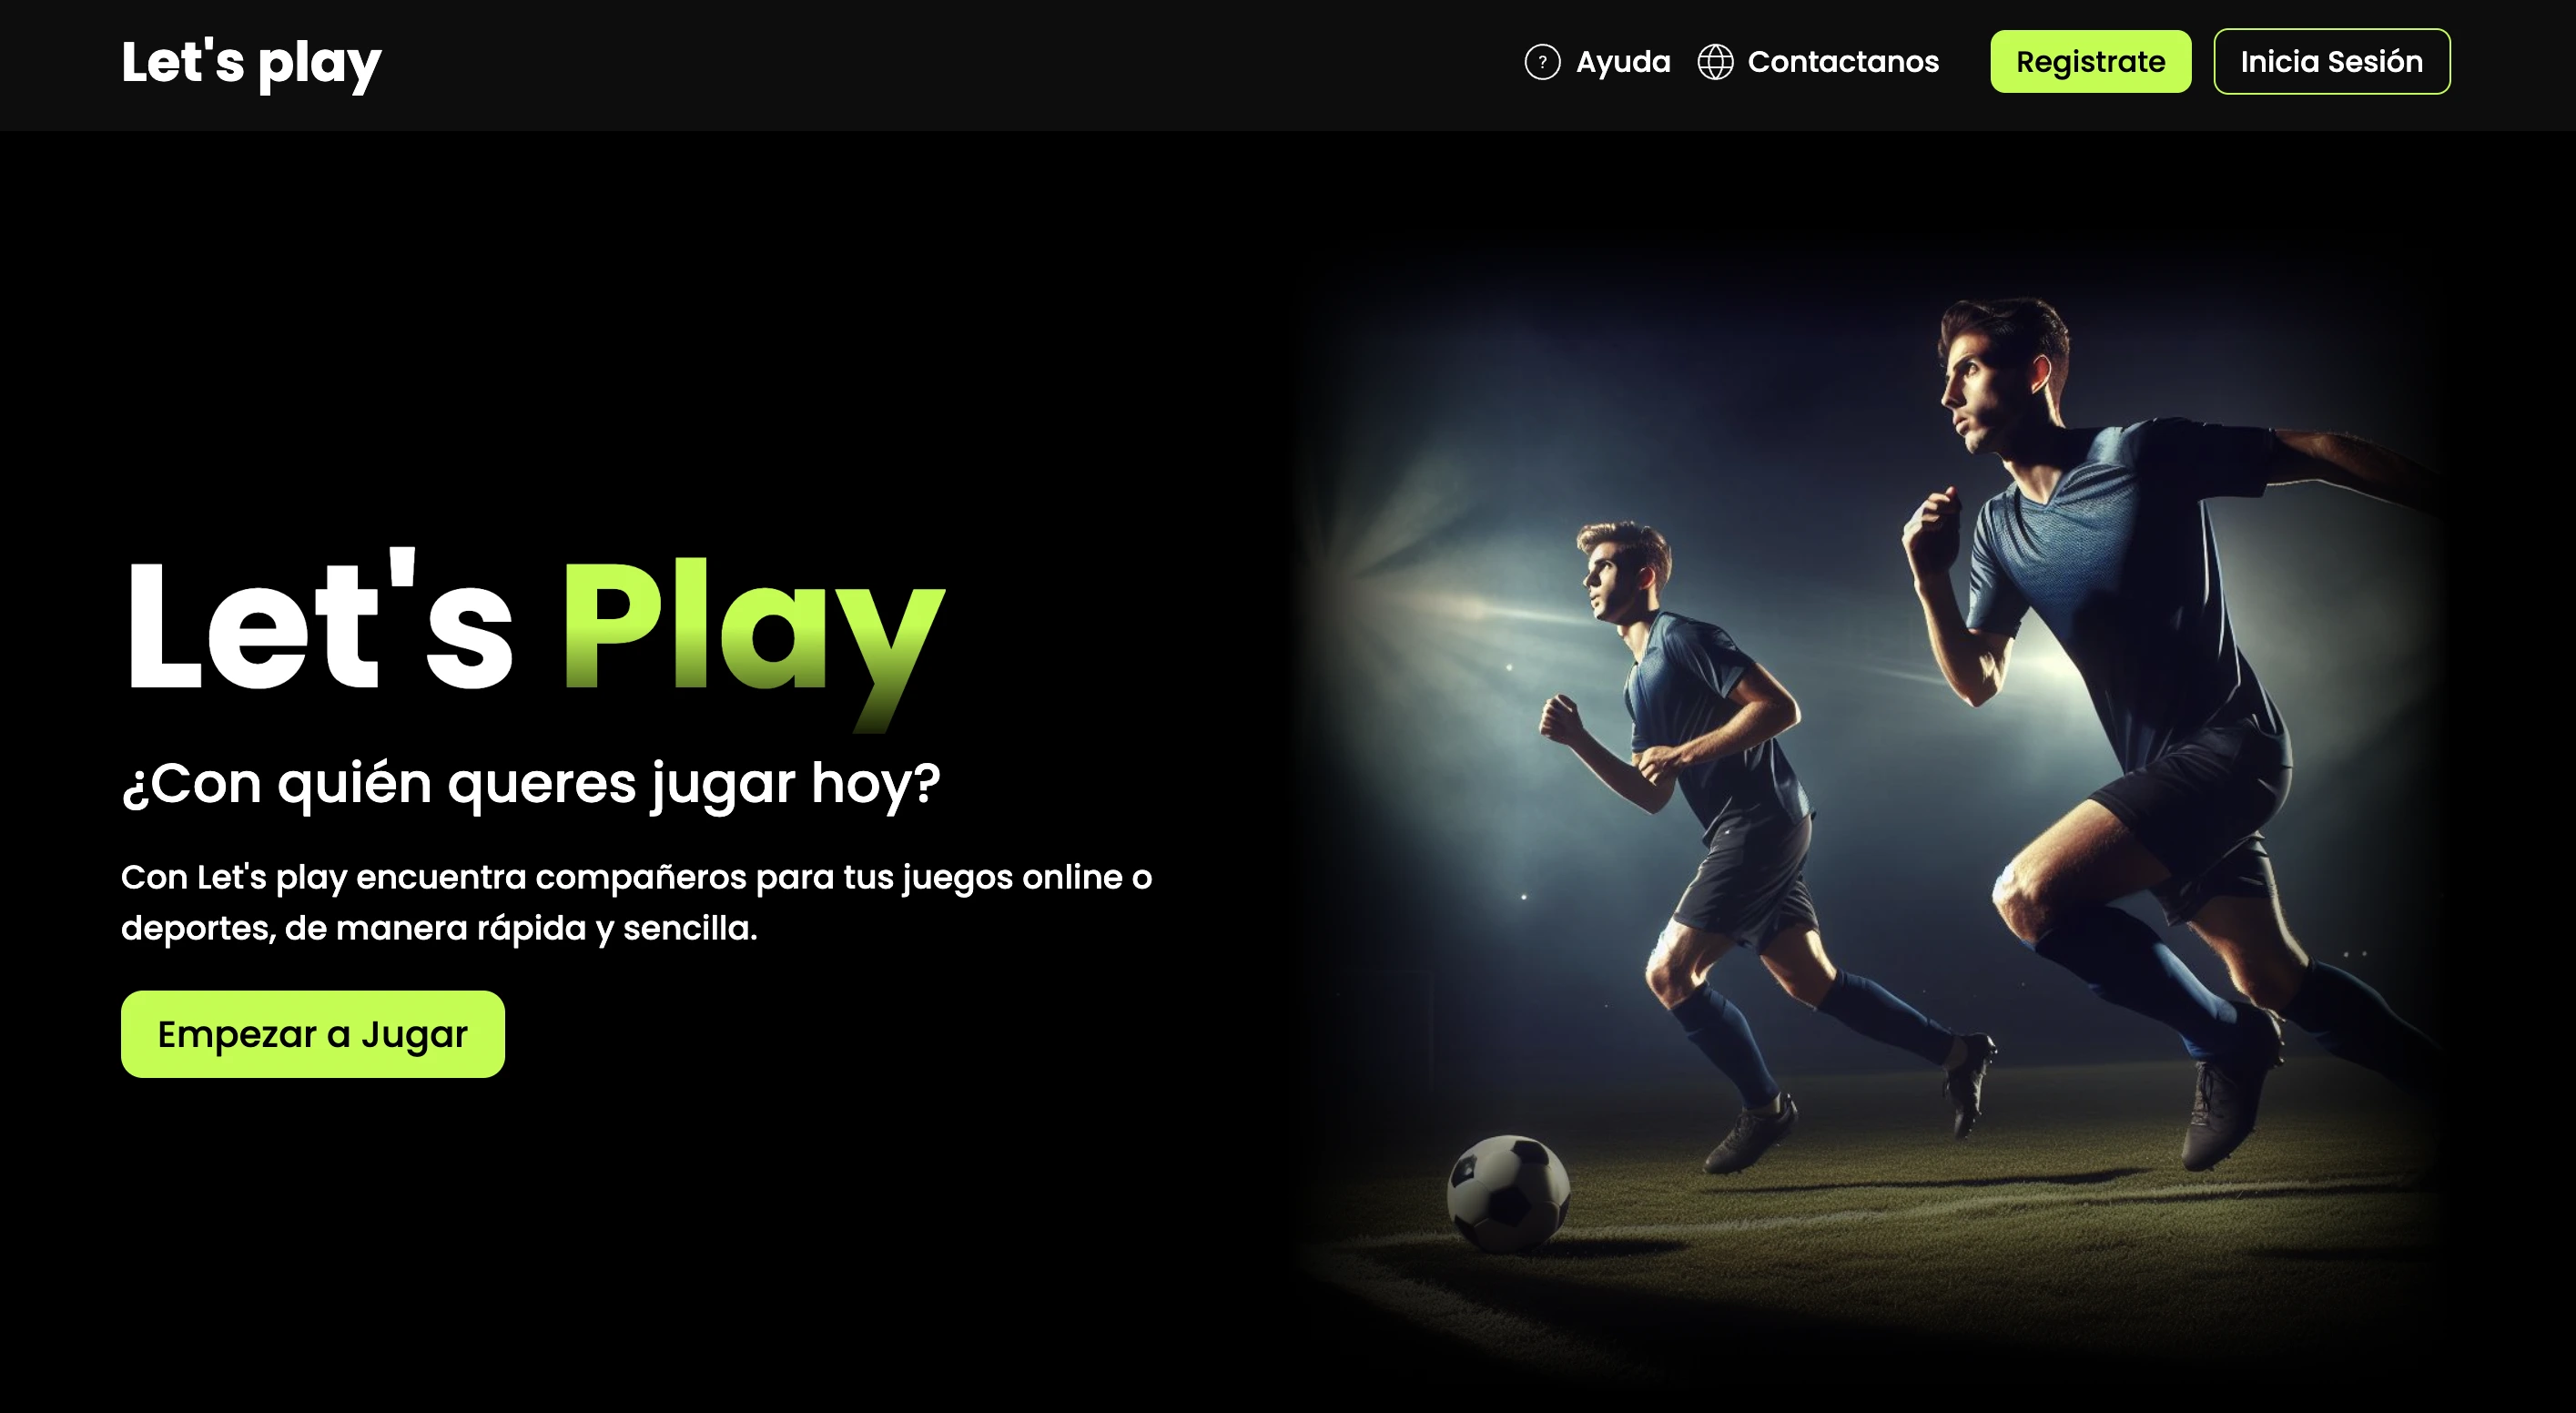 Let's play
Ayuda
Contactanos
Registrate
Inicia Sesión
Let's Play
¿Con quién queres jugar hoy?
Con Let's play encuentra compañeros para tus juegos online o
deportes, de manera rápida y sencilla.
Empezar a Jugar